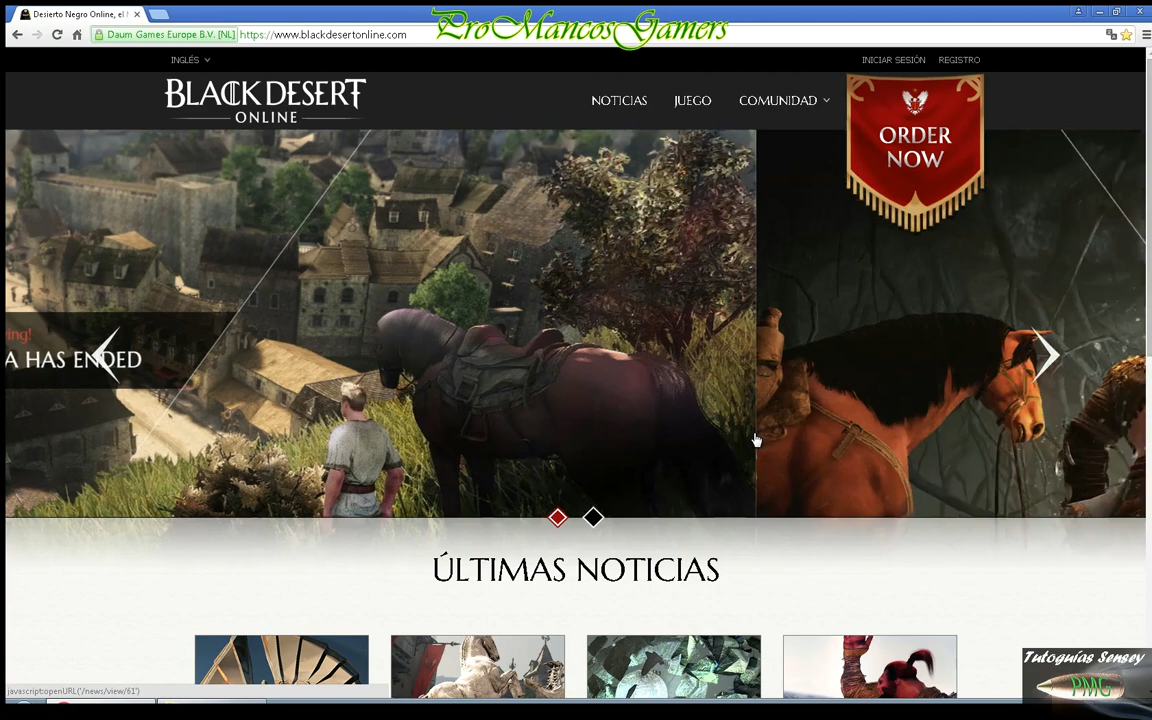 Desierto Negro Online, el
ProMancosGamers
Daum Games Europe B.V. [NL]
https://www.blackdesertonline.com
INGLÉS
INICIAR SESIÓN
REGISTRO
BLACK DESERT
ONLINE
NOTICIAS
JUEGO
COMUNIDAD
ORDER
NOW
ing!
A HAS ENDED
ÚLTIMAS NOTICIAS
Tutoguías Sensey
PMG
javascript:openURL('/news/view/61')